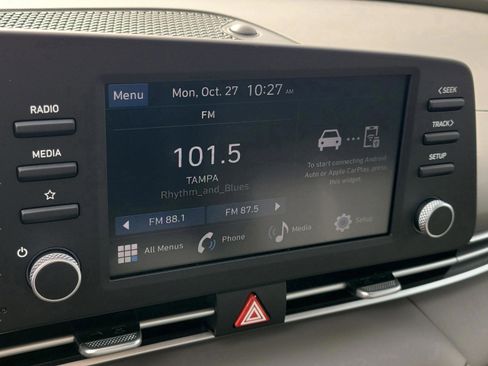 RADIO
MEDIA
Menu
Mon, Oct. 27 10:27 AM
FM
101.5
TAMPA
Rhythm_and_Blues
FM 88.1
FM 87.5
To start connecting Android
Auto or Apple CarPlay, press
this widget.
All Menus
Phone
Media
Setup
<SEEK
TRACK>
SETUP